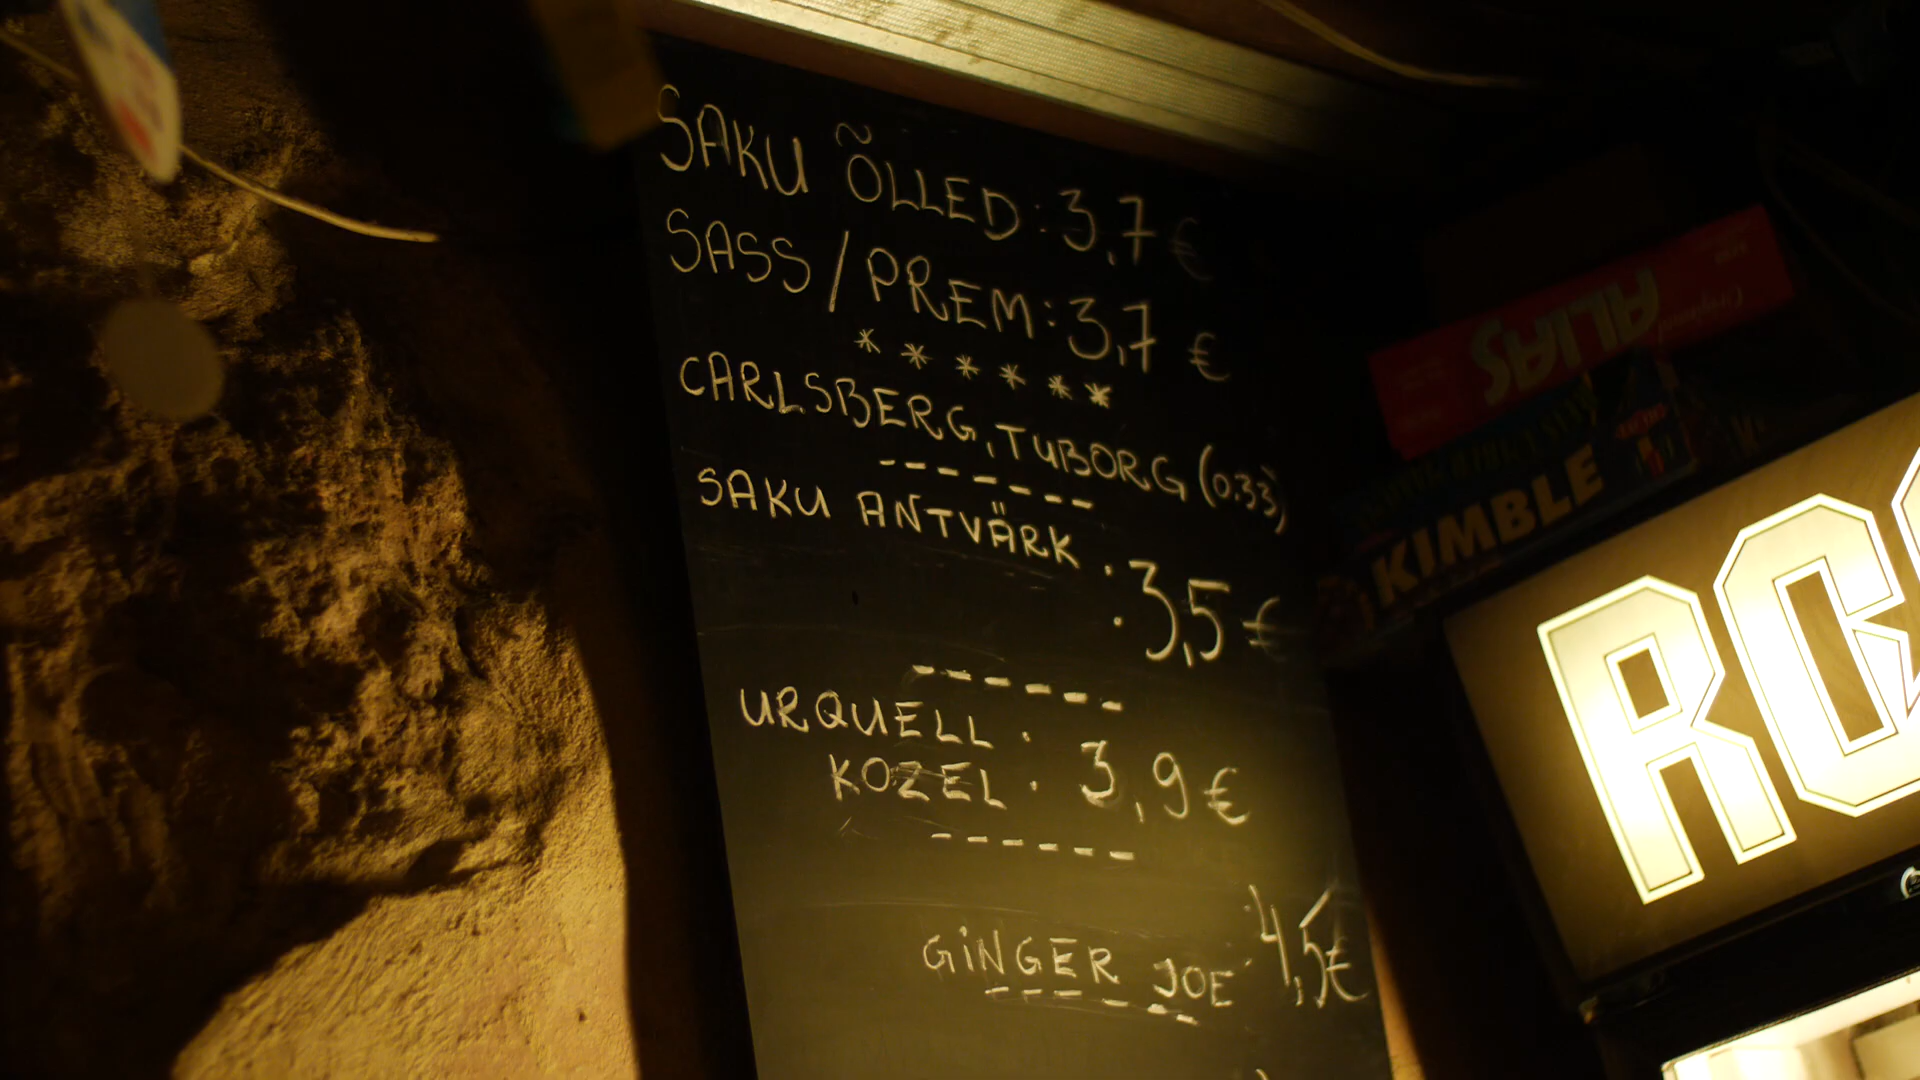 SAKU ÕLLED: 3,7 €
SASS/PREM: 3,7 €
******
CARLSBERG, TUBORG (0.33)
-------
SAKU ANTVÄRK : 3,5 €
------
URQUELL :
KOZEL : 3,9 €
------
GiNGER JOE: 4,5€
------
ALIAS
KIMBLE